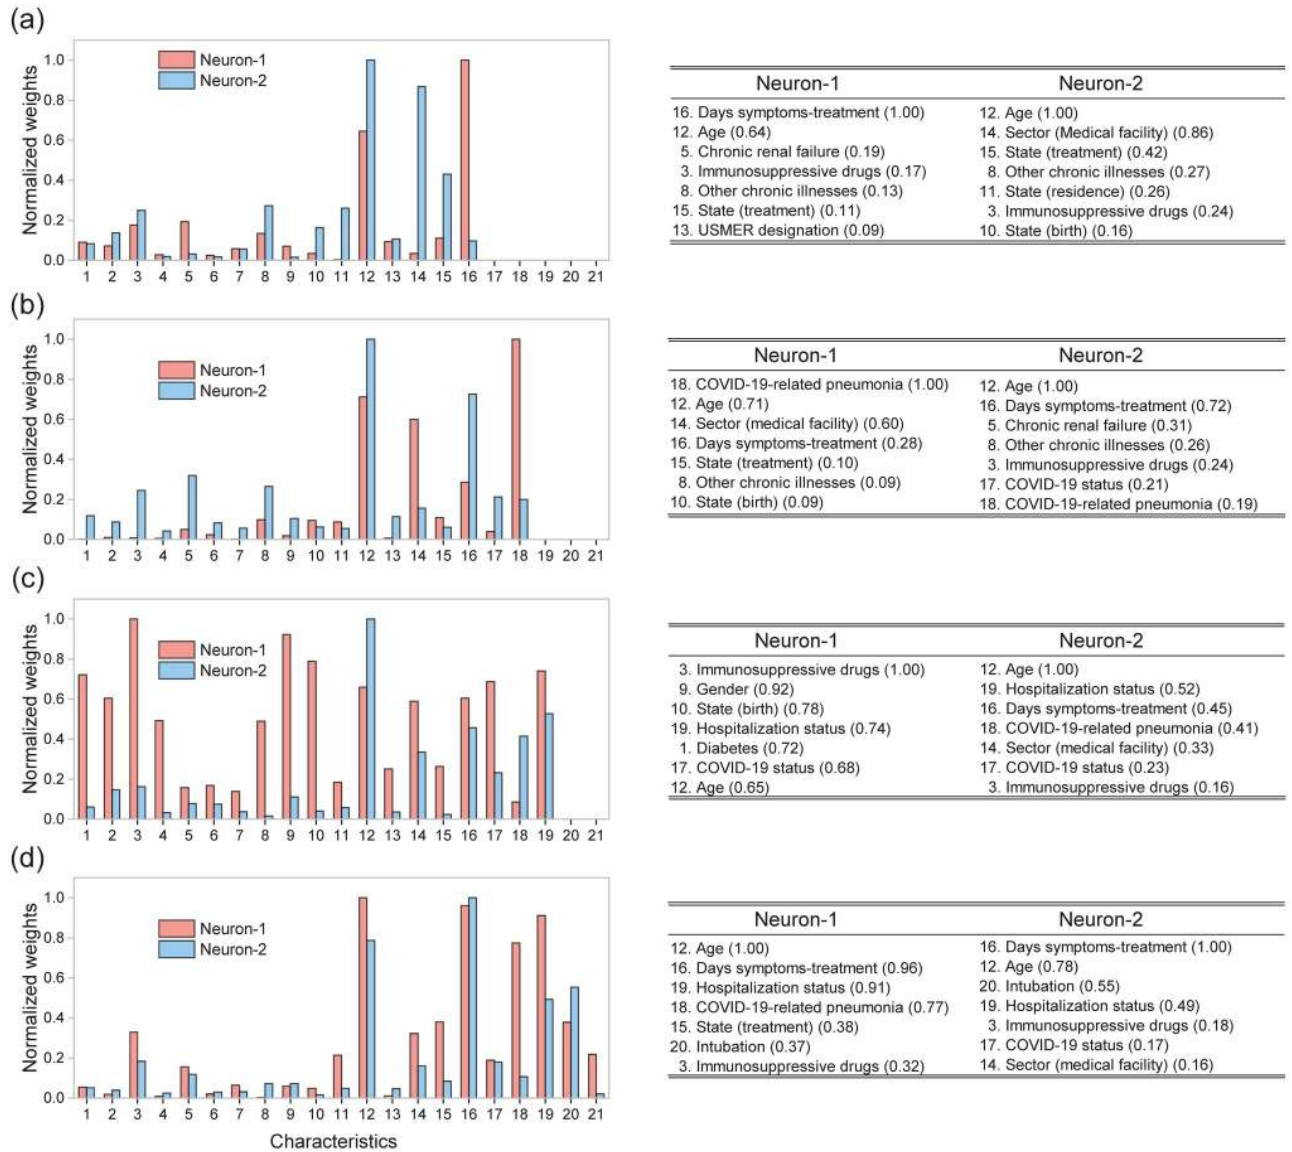 (a)
Normalized weights
1.0
0.8
0.6
0.4
0.2
0.0
Neuron-1
Neuron-2
1 2 3 4 5 6 7 8 9 10 11 12 13 14 15 16 17 18 19 20 21
Neuron-1 Neuron-2
16. Days symptoms-treatment (1.00) 12. Age (1.00)
12. Age (0.64) 14. Sector (Medical facility) (0.86)
5. Chronic renal failure (0.19) 15. State (treatment) (0.42)
3. Immunosuppressive drugs (0.17) 8. Other chronic illnesses (0.27)
8. Other chronic illnesses (0.13) 11. State (residence) (0.26)
15. State (treatment) (0.11) 3. Immunosuppressive drugs (0.24)
13. USMER designation (0.09) 10. State (birth) (0.16)
(b)
Normalized weights
1.0
0.8
0.6
0.4
0.2
0.0
Neuron-1
Neuron-2
1 2 3 4 5 6 7 8 9 10 11 12 13 14 15 16 17 18 19 20 21
Neuron-1 Neuron-2
18. COVID-19-related pneumonia (1.00) 12. Age (1.00)
12. Age (0.71) 16. Days symptoms-treatment (0.72)
14. Sector (medical facility) (0.60) 5. Chronic renal failure (0.31)
16. Days symptoms-treatment (0.28) 8. Other chronic illnesses (0.26)
15. State (treatment) (0.10) 3. Immunosuppressive drugs (0.24)
8. Other chronic illnesses (0.09) 17. COVID-19 status (0.21)
10. State (birth) (0.09) 18. COVID-19-related pneumonia (0.19)
(c)
Normalized weights
1.0
0.8
0.6
0.4
0.2
0.0
Neuron-1
Neuron-2
1 2 3 4 5 6 7 8 9 10 11 12 13 14 15 16 17 18 19 20 21
Neuron-1 Neuron-2
3. Immunosuppressive drugs (1.00) 12. Age (1.00)
9. Gender (0.92) 19. Hospitalization status (0.52)
10. State (birth) (0.78) 16. Days symptoms-treatment (0.45)
19. Hospitalization status (0.74) 18. COVID-19-related pneumonia (0.41)
1. Diabetes (0.72) 14. Sector (medical facility) (0.33)
17. COVID-19 status (0.68) 17. COVID-19 status (0.23)
12. Age (0.65) 3. Immunosuppressive drugs (0.16)
(d)
Normalized weights
1.0
0.8
0.6
0.4
0.2
0.0
Neuron-1
Neuron-2
1 2 3 4 5 6 7 8 9 10 11 12 13 14 15 16 17 18 19 20 21
Characteristics
Neuron-1 Neuron-2
12. Age (1.00) 16. Days symptoms-treatment (1.00)
16. Days symptoms-treatment (0.96) 12. Age (0.78)
19. Hospitalization status (0.91) 20. Intubation (0.55)
18. COVID-19-related pneumonia (0.77) 19. Hospitalization status (0.49)
15. State (treatment) (0.38) 3. Immunosuppressive drugs (0.18)
20. Intubation (0.37) 17. COVID-19 status (0.17)
3. Immunosuppressive drugs (0.32) 14. Sector (medical facility) (0.16)